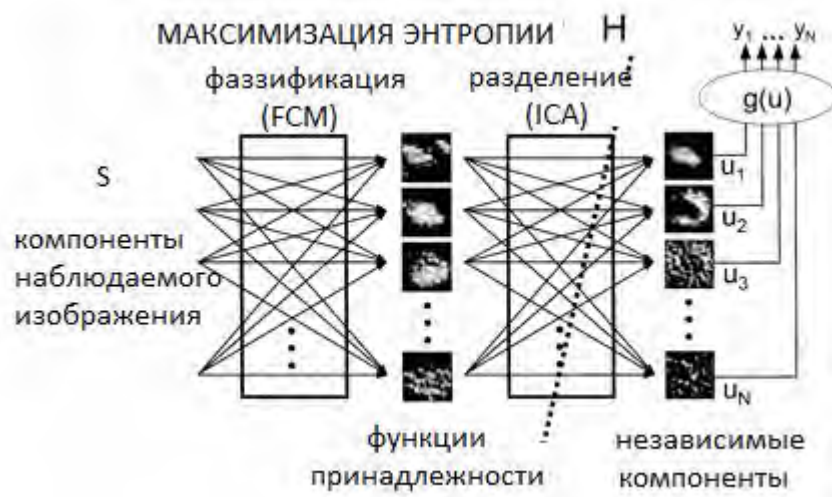 МАКСИМИЗАЦИЯ ЭНТРОПИИ H
y1 ... yN
фаззификация
(FCM)
разделение
(ICA)
g(u)
S
компоненты
наблюдаемого
изображения
u1
u2
u3
uN
функции
принадлежности
независимые
компоненты